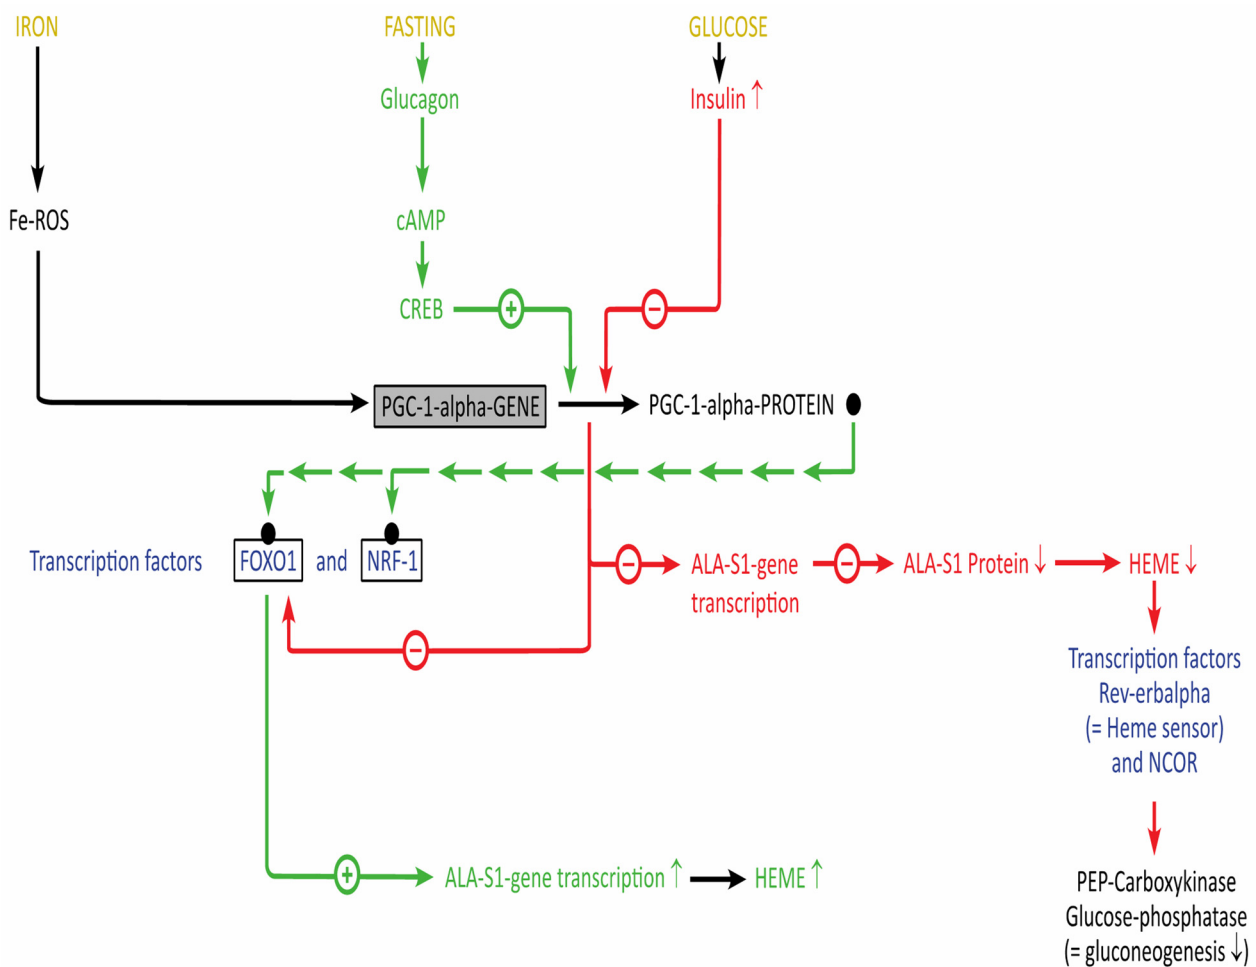 IRON
FASTING
GLUCOSE
Glucagon
Insulin ↑
Fe-ROS
cAMP
CREB
+
−
PGC-1-alpha-GENE
PGC-1-alpha-PROTEIN
Transcription factors
FOXO1
and
NRF-1
−
ALA-S1-gene
transcription
−
ALA-S1 Protein ↓
HEME ↓
−
Transcription factors
Rev-erbalpha
(= Heme sensor)
and NCOR
+
ALA-S1-gene transcription ↑
HEME ↑
PEP-Carboxykinase
Glucose-phosphatase
(= gluconeogenesis ↓)